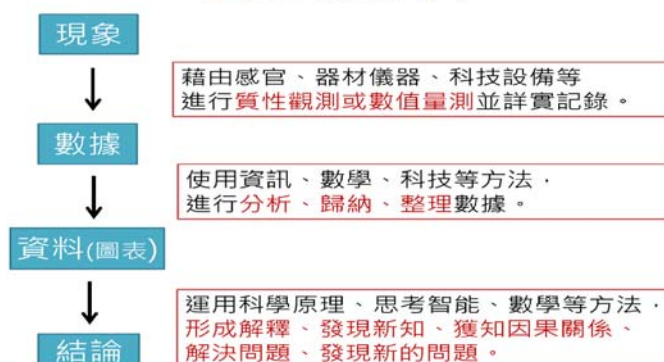 現象
藉由感官、器材儀器、科技設備等
進行質性觀測或數值量測並詳實記錄。
數據
使用資訊、數學、科技等方法，
進行分析、歸納、整理數據。
資料(圖表)
運用科學原理、思考智能、數學等方法，
形成解釋、發現新知、獲知因果關係、
解決問題、發現新的問題。
結論